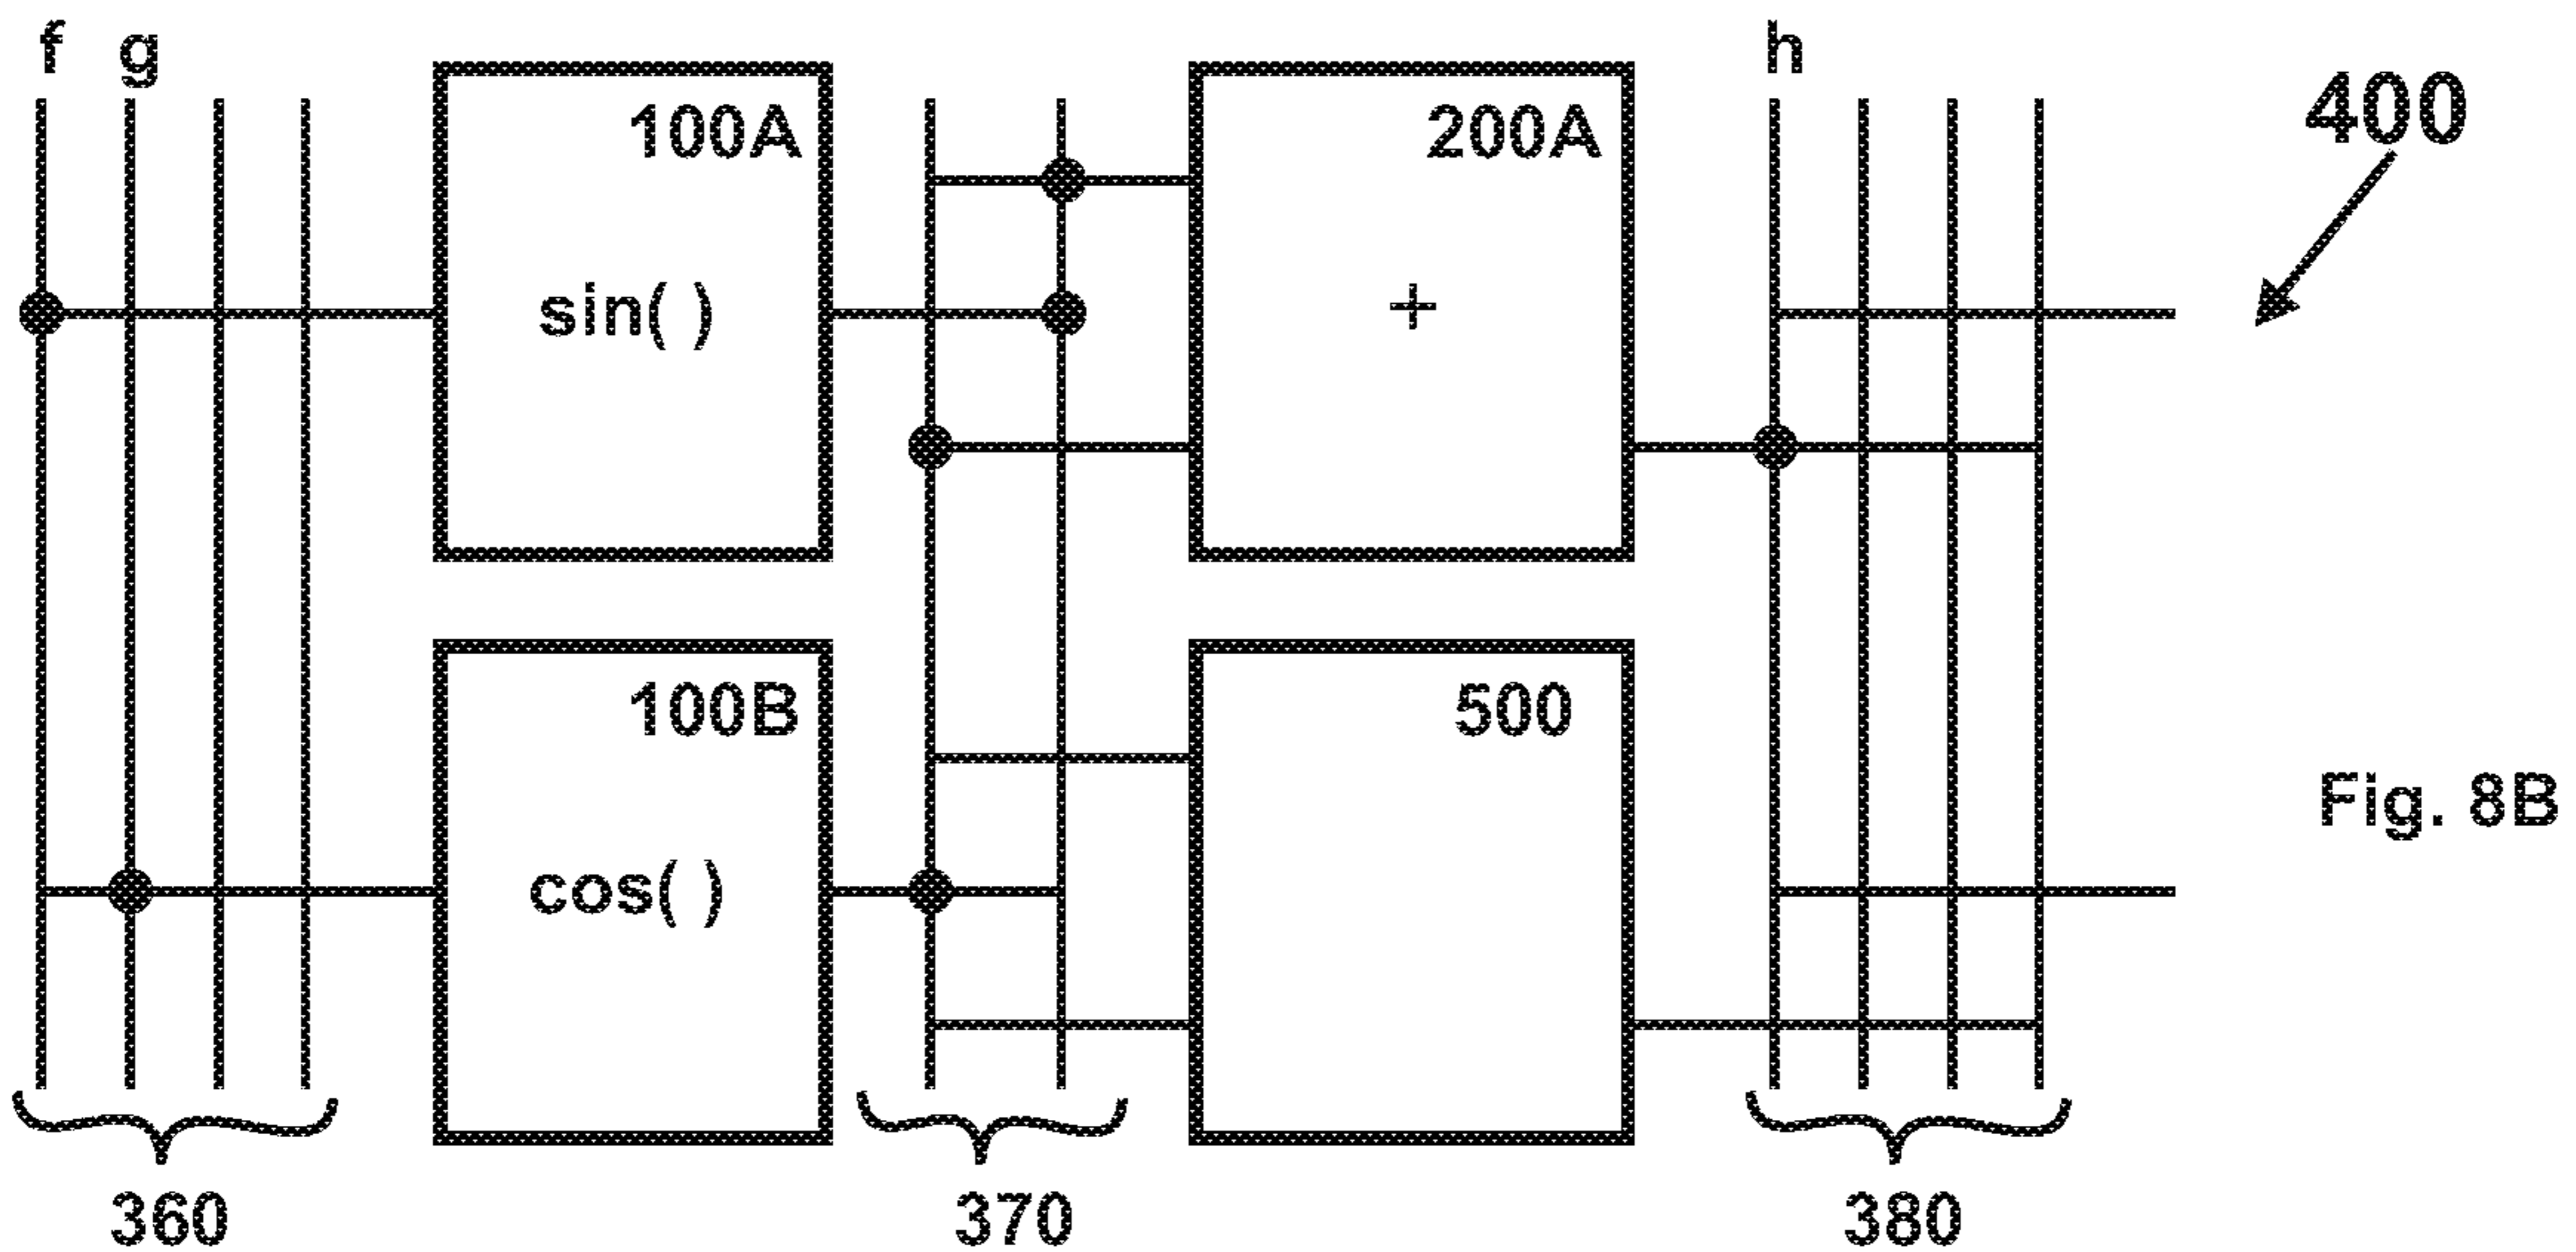 f g h
400
100A
200A
sin( )
+
100B
500
cos( )
Fig. 8B
360
370
380